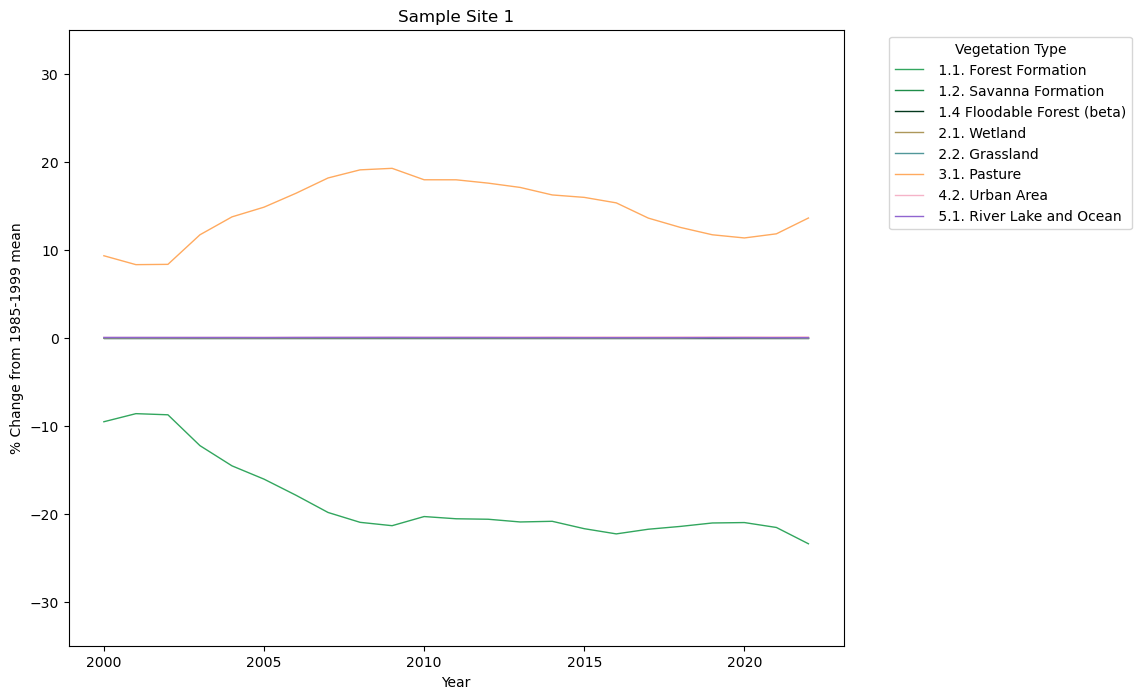 Sample Site 1
% Change from 1985-1999 mean
30
20
10
0
−10
−20
−30
2000
2005
2010
2015
2020
Year
Vegetation Type
1.1. Forest Formation
1.2. Savanna Formation
1.4 Floodable Forest (beta)
2.1. Wetland
2.2. Grassland
3.1. Pasture
4.2. Urban Area
5.1. River Lake and Ocean